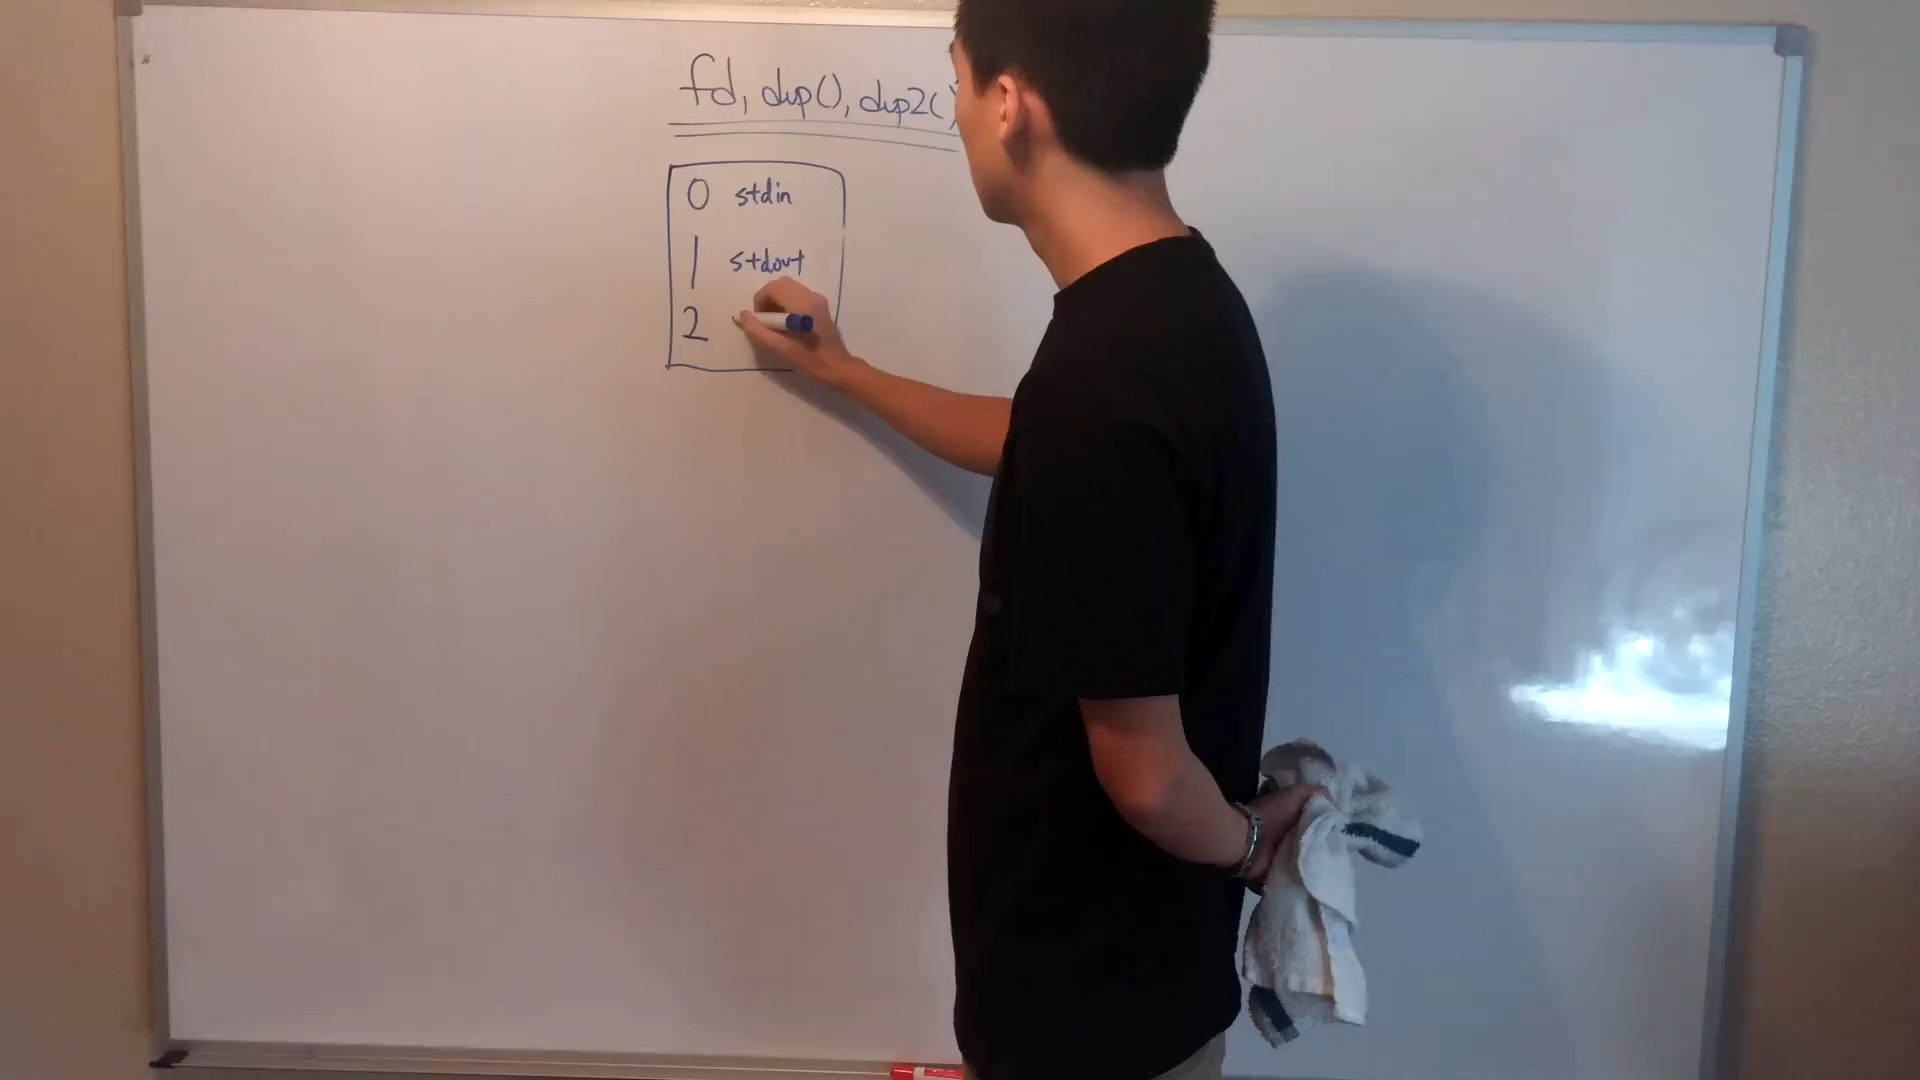 fd, dup(), dup2()
0 stdin
1 stdout
2